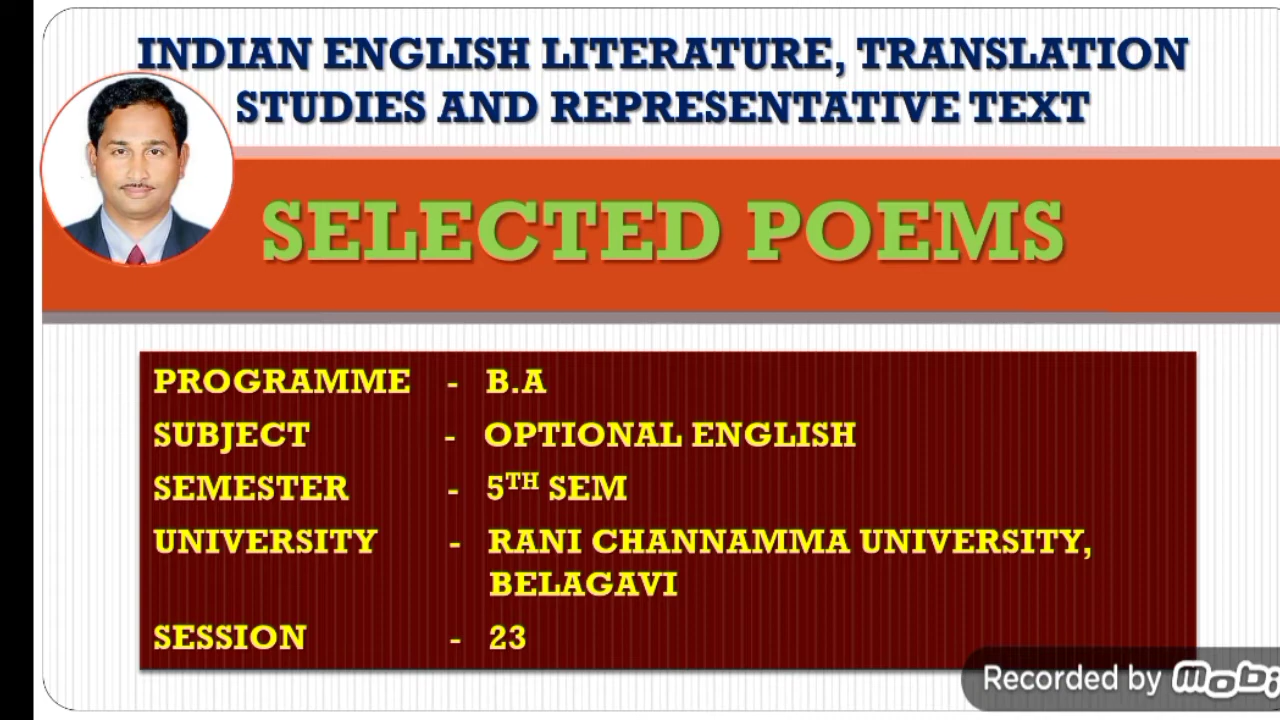 INDIAN ENGLISH LITERATURE, TRANSLATION
STUDIES AND REPRESENTATIVE TEXT
SELECTED POEMS
PROGRAMME - B.A
SUBJECT - OPTIONAL ENGLISH
SEMESTER - 5TH SEM
UNIVERSITY - RANI CHANNAMMA UNIVERSITY,
BELAGAVI
SESSION - 23
Recorded by